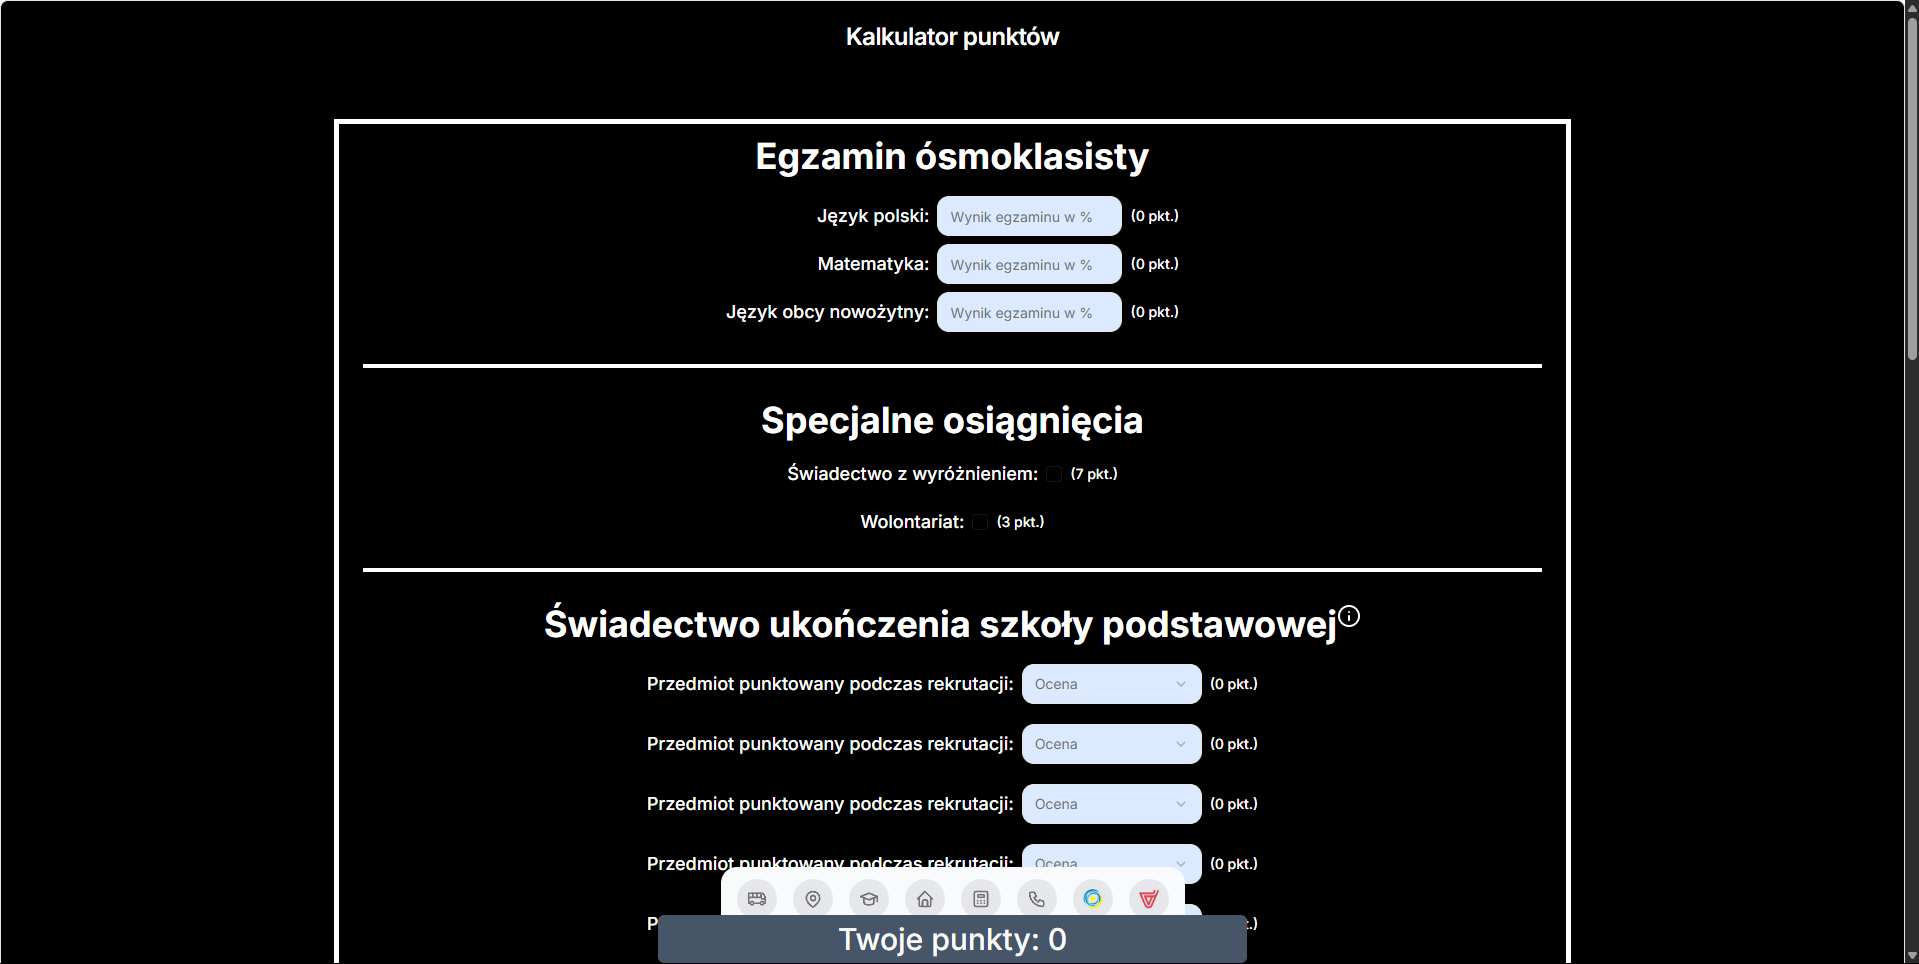 Kalkulator punktów
Egzamin ósmoklasisty
Język polski: Wynik egzaminu w % (0 pkt.)
Matematyka: Wynik egzaminu w % (0 pkt.)
Język obcy nowożytny: Wynik egzaminu w % (0 pkt.)
Specjalne osiągnięcia
Świadectwo z wyróżnieniem: (7 pkt.)
Wolontariat: (3 pkt.)
Świadectwo ukończenia szkoły podstawowej
Przedmiot punktowany podczas rekrutacji: Ocena (0 pkt.)
Przedmiot punktowany podczas rekrutacji: Ocena (0 pkt.)
Przedmiot punktowany podczas rekrutacji: Ocena (0 pkt.)
Przedmiot punktowany podczas rekrutacji: Ocena (0 pkt.)
Twoje punkty: 0